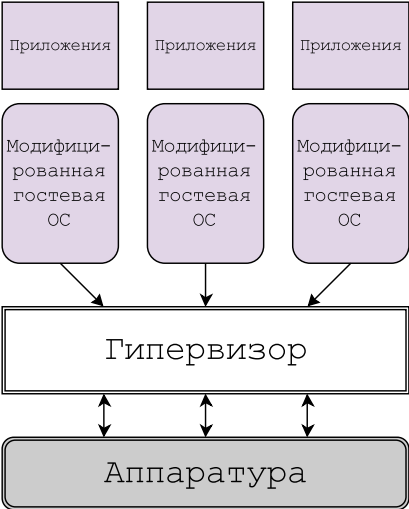 Приложения Приложения Приложения
Модифици- Модифици- Модифици-
рованная рованная рованная
гостевая гостевая гостевая
ОС ОС ОС
Гипервизор
Аппаратура